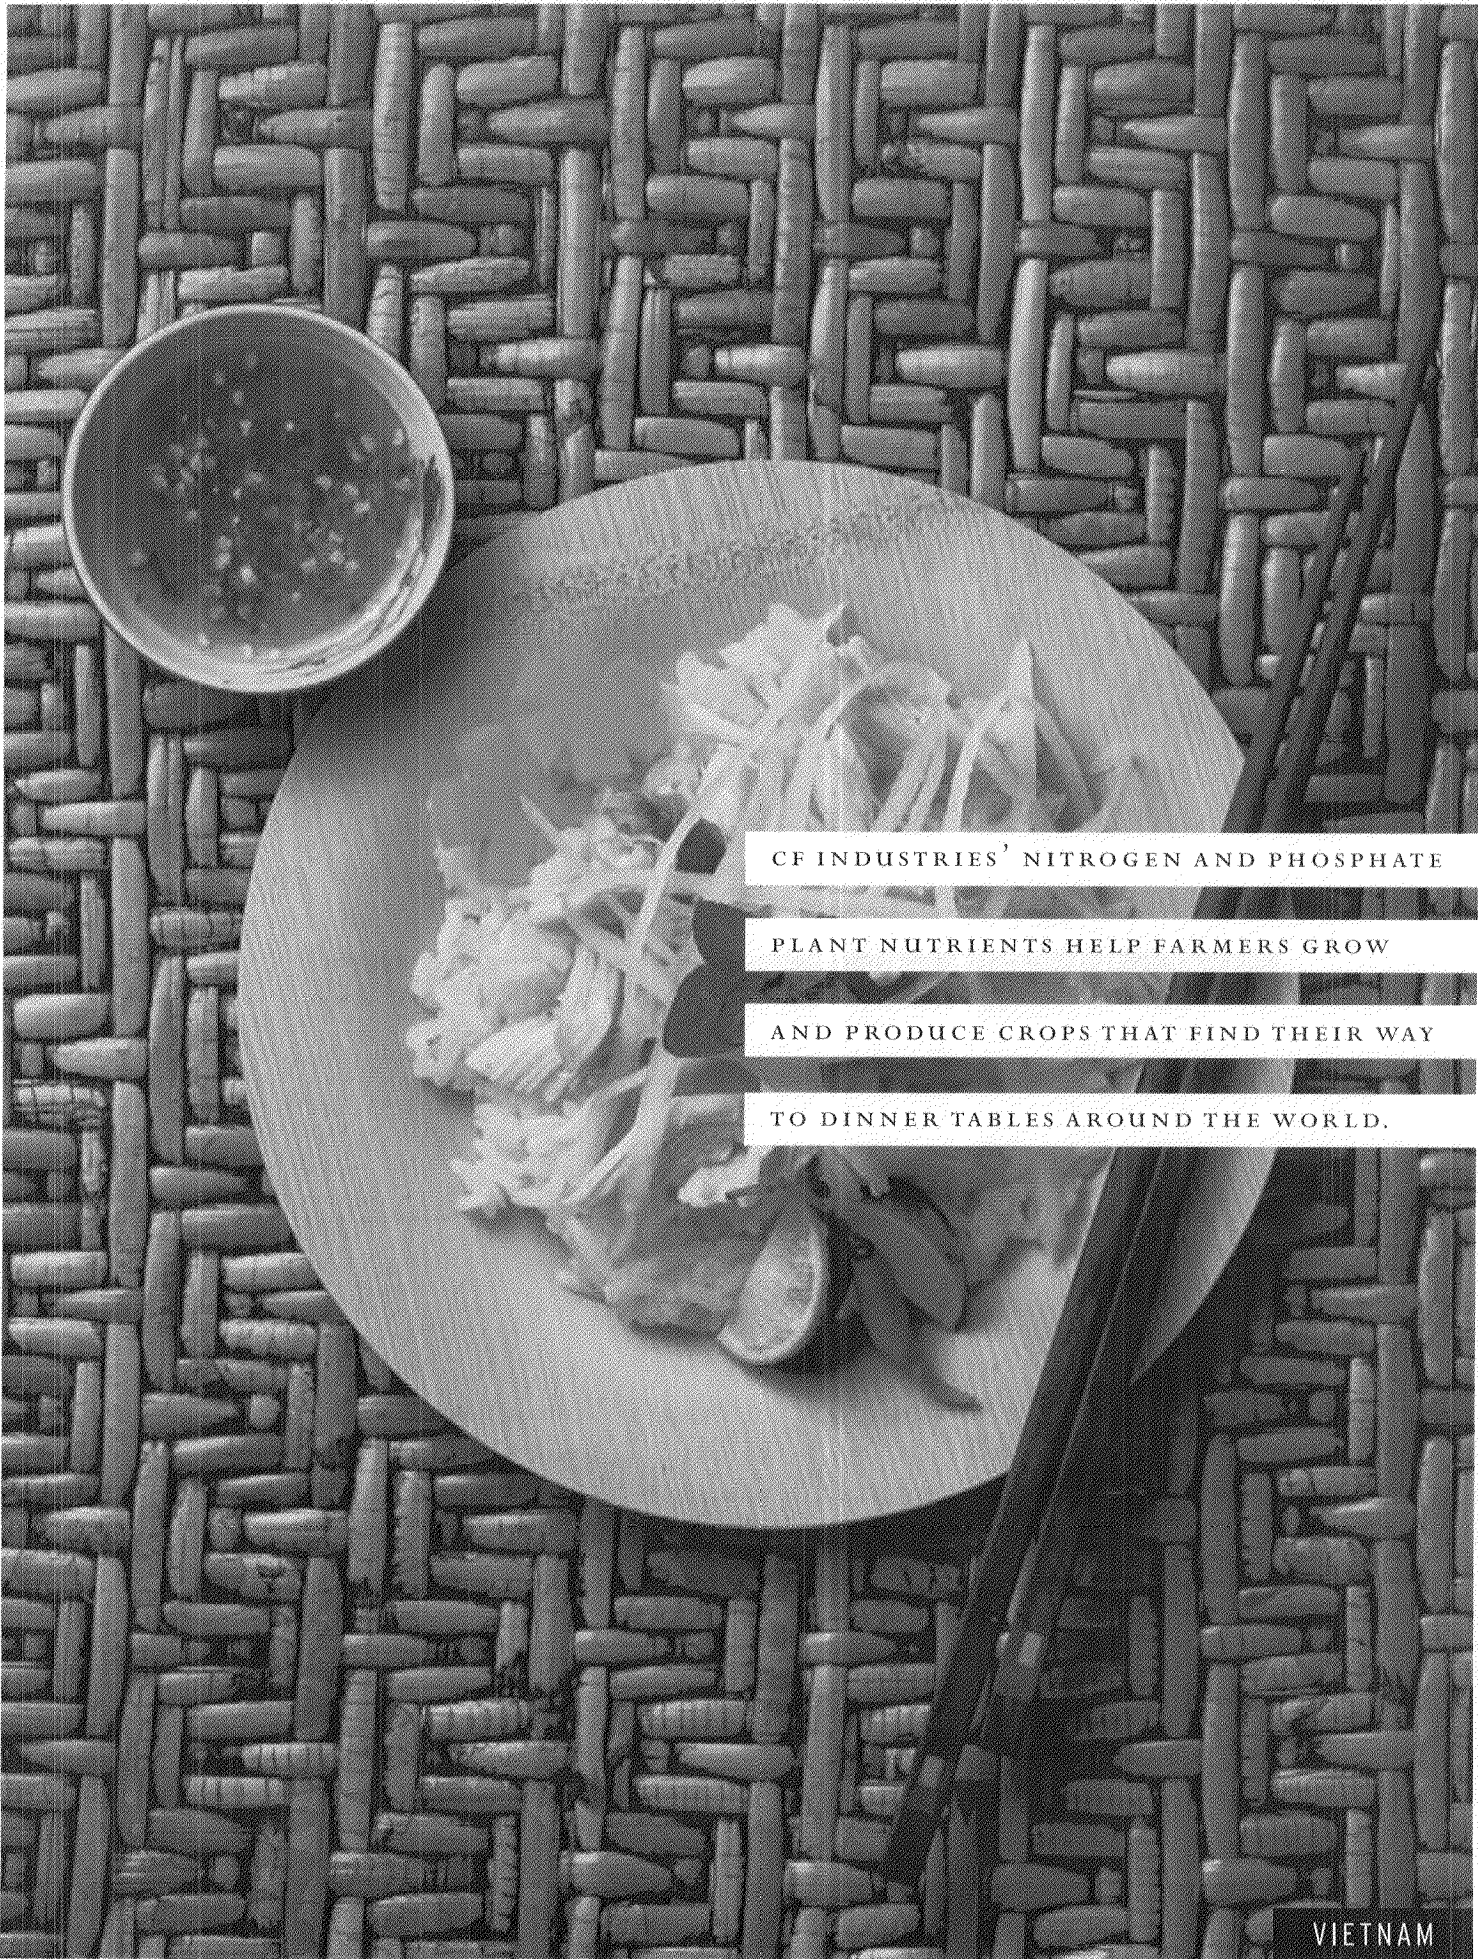 CF INDUSTRIES' NITROGEN AND PHOSPHATE
PLANT NUTRIENTS HELP FARMERS GROW
AND PRODUCE CROPS THAT FIND THEIR WAY
TO DINNER TABLES AROUND THE WORLD.
VIETNAM